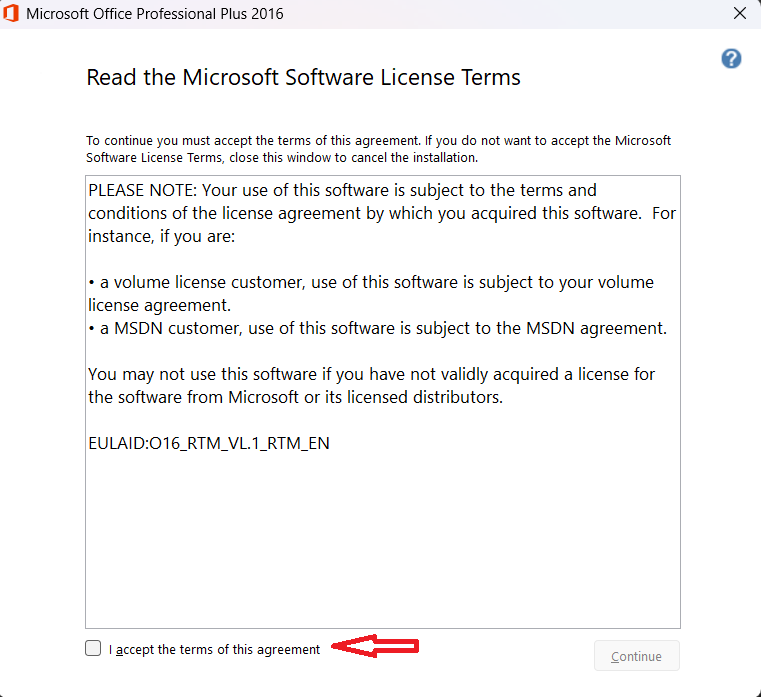 Microsoft Office Professional Plus 2016
Read the Microsoft Software License Terms
To continue you must accept the terms of this agreement. If you do not want to accept the Microsoft
Software License Terms, close this window to cancel the installation.
PLEASE NOTE: Your use of this software is subject to the terms and
conditions of the license agreement by which you acquired this software.  For
instance, if you are:
• a volume license customer, use of this software is subject to your volume
license agreement.
• a MSDN customer, use of this software is subject to the MSDN agreement.
You may not use this software if you have not validly acquired a license for
the software from Microsoft or its licensed distributors.
EULAID:O16_RTM_VL.1_RTM_EN
I accept the terms of this agreement
Continue